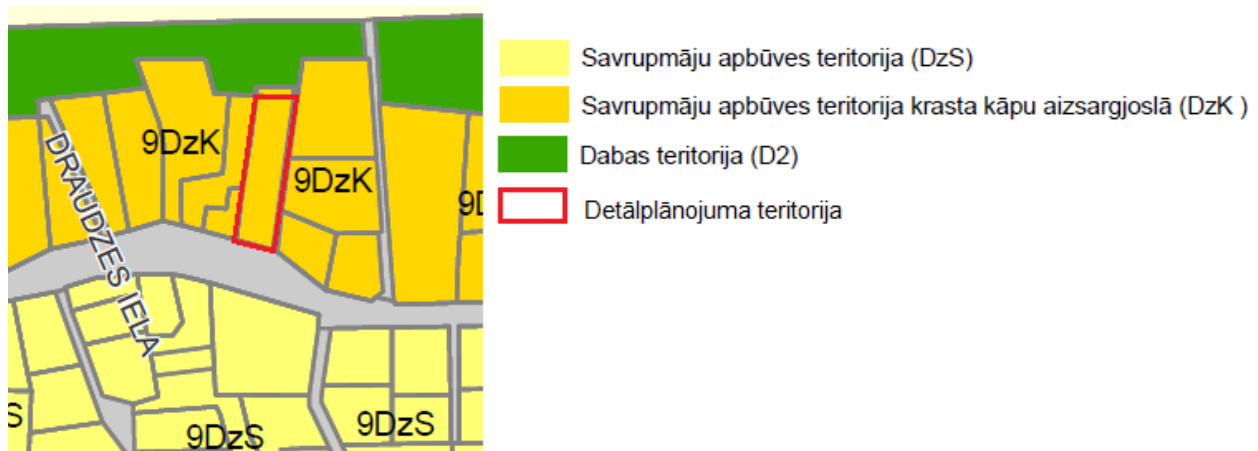 Savrupmāju apbūves teritorija (DzS)
Savrupmāju apbūves teritorija krasta kāpu aizsargjoslā (DzK )
Dabas teritorija (D2)
Detālplānojuma teritorija
9DzK
9DzK
9D
DRAUDZES IELA
S
9DzS
9DzS